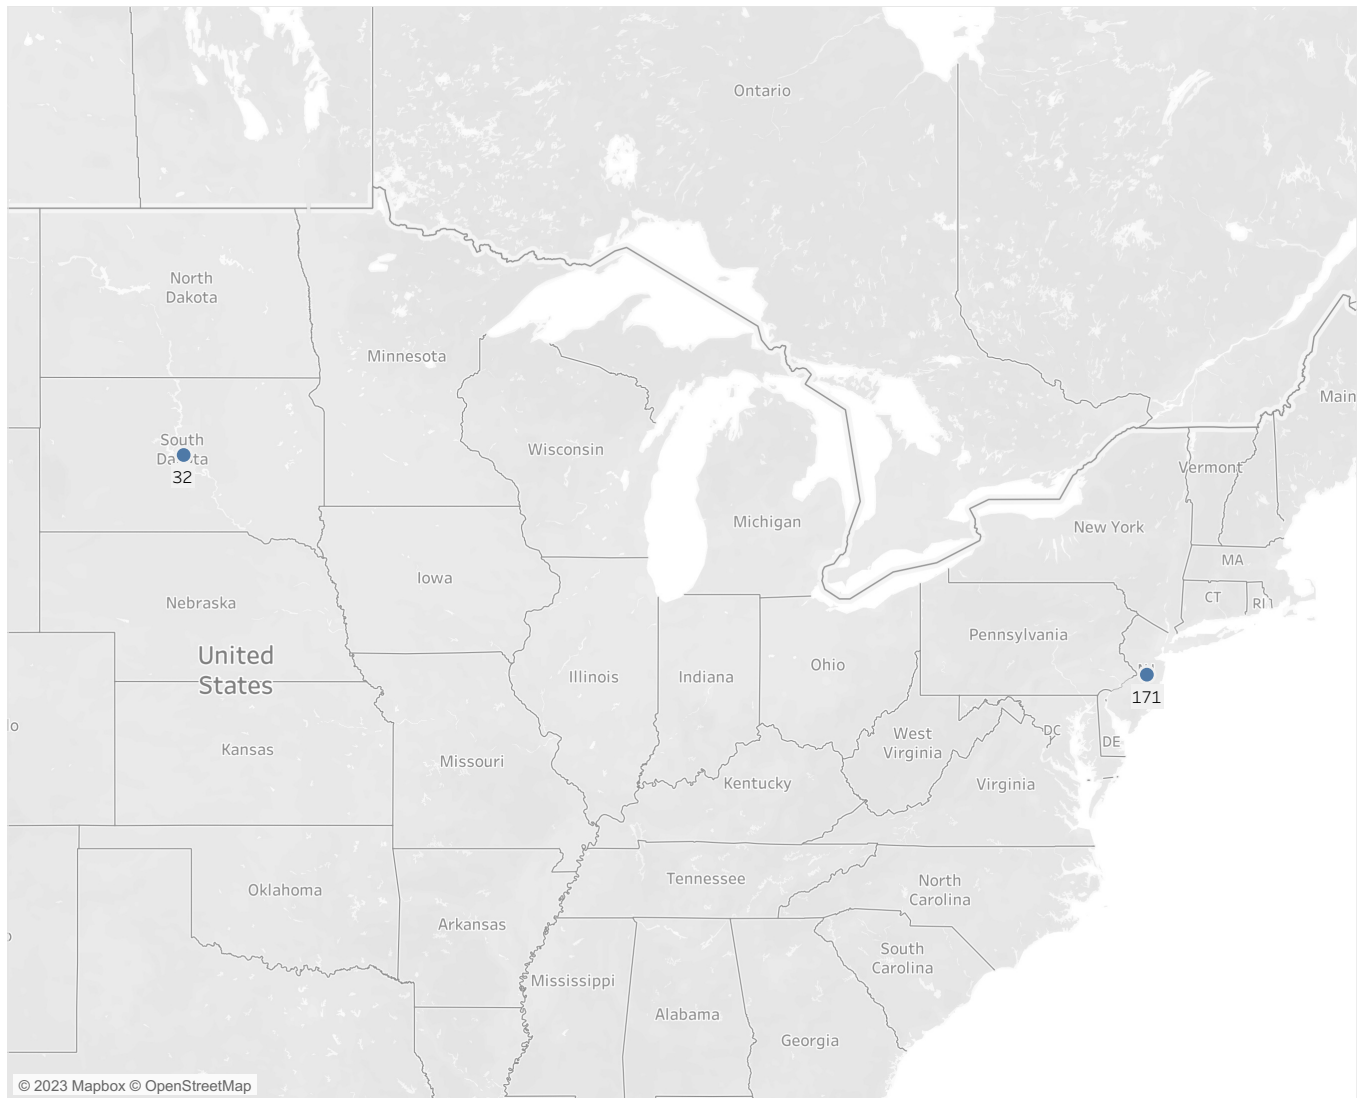 Ontario
North
Dakota
Minnesota
Main
South
32
Wisconsin
Vermont
Michigan
New York
MA
Iowa
CT
RI
Nebraska
Pennsylvania
United
States
Ohio
Illinois
Indiana
171
io
West
Virginia
DC
DE
Kansas
Missouri
Kentucky
Virginia
Tennessee
Oklahoma
North
Carolina
Arkansas
South
Carolina
Mississippi
Alabama
Georgia
© 2023 Mapbox © OpenStreetMap